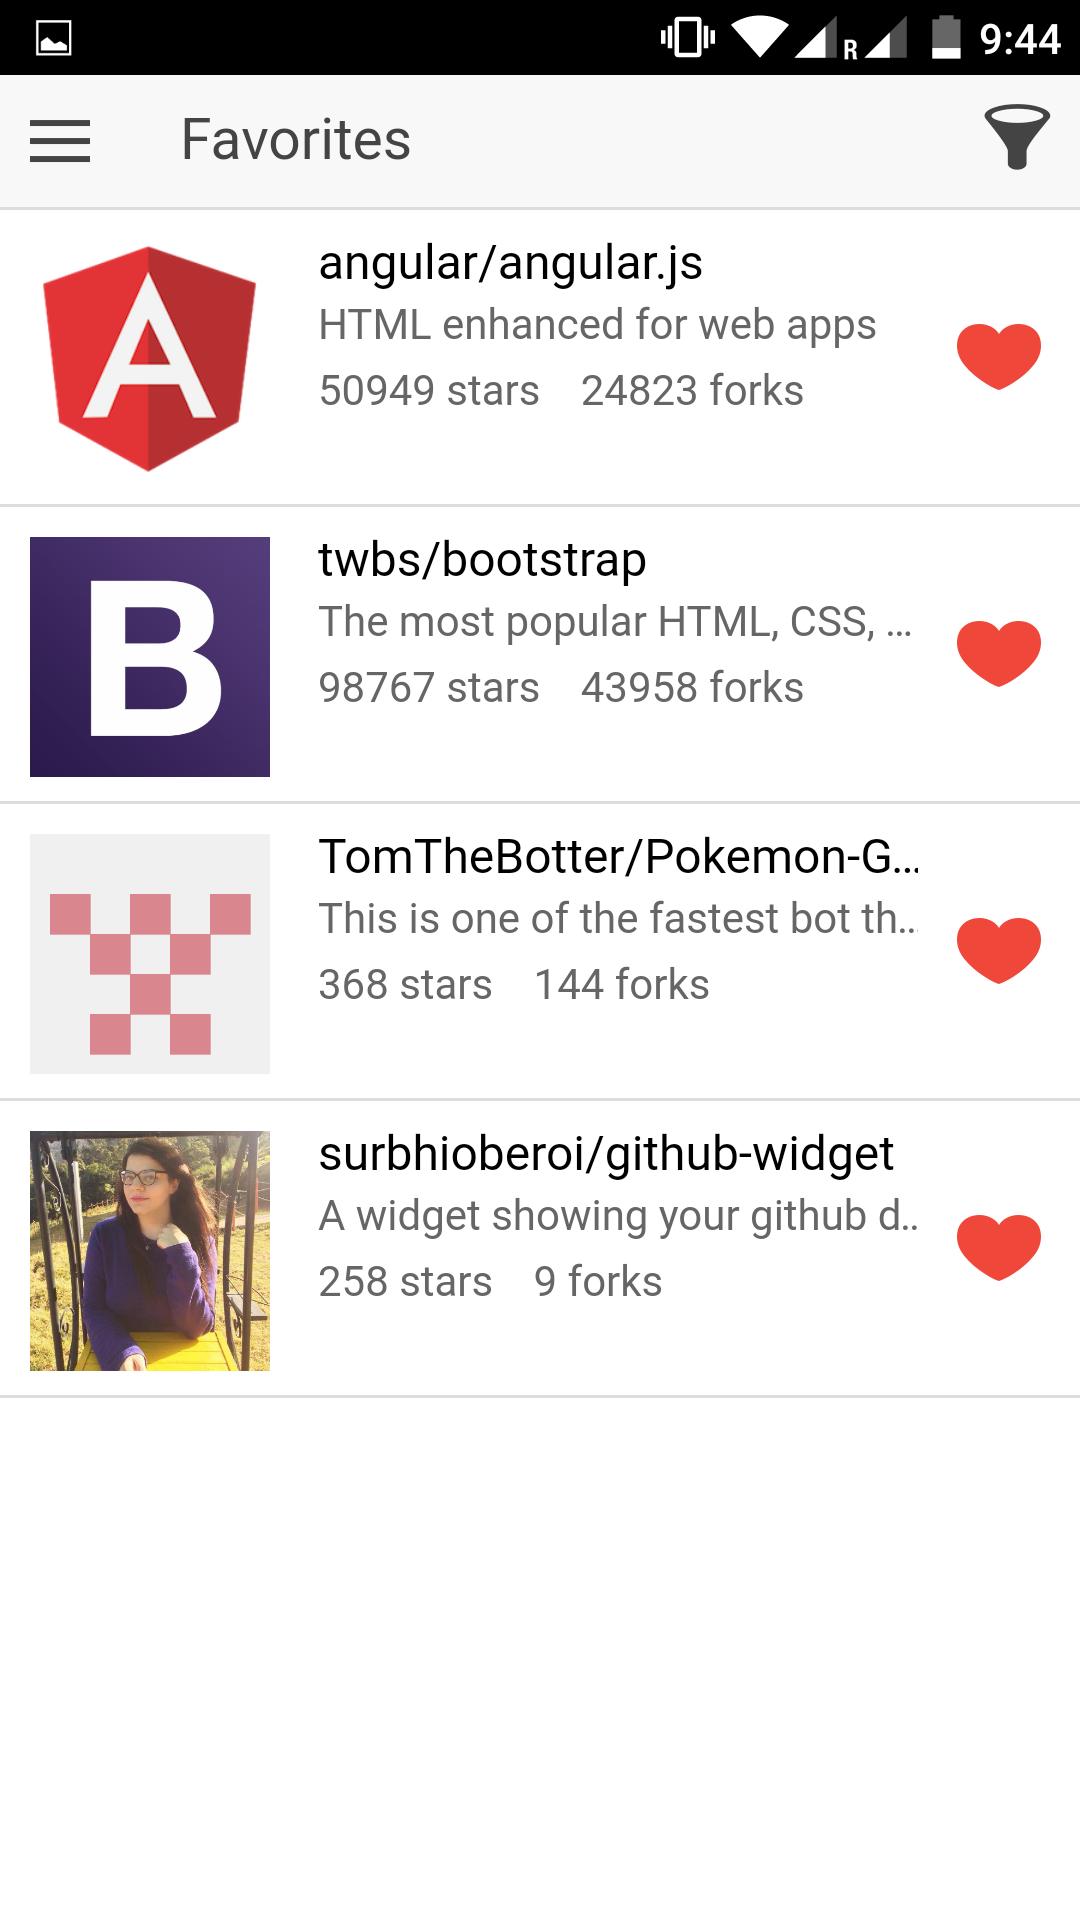 R 9:44
Favorites
A
angular/angular.js
HTML enhanced for web apps
50949 stars 24823 forks
B
twbs/bootstrap
The most popular HTML, CSS, ...
98767 stars 43958 forks
TomTheBotter/Pokemon-G...
This is one of the fastest bot th...
368 stars 144 forks
surbhioberoi/github-widget
A widget showing your github d...
258 stars 9 forks